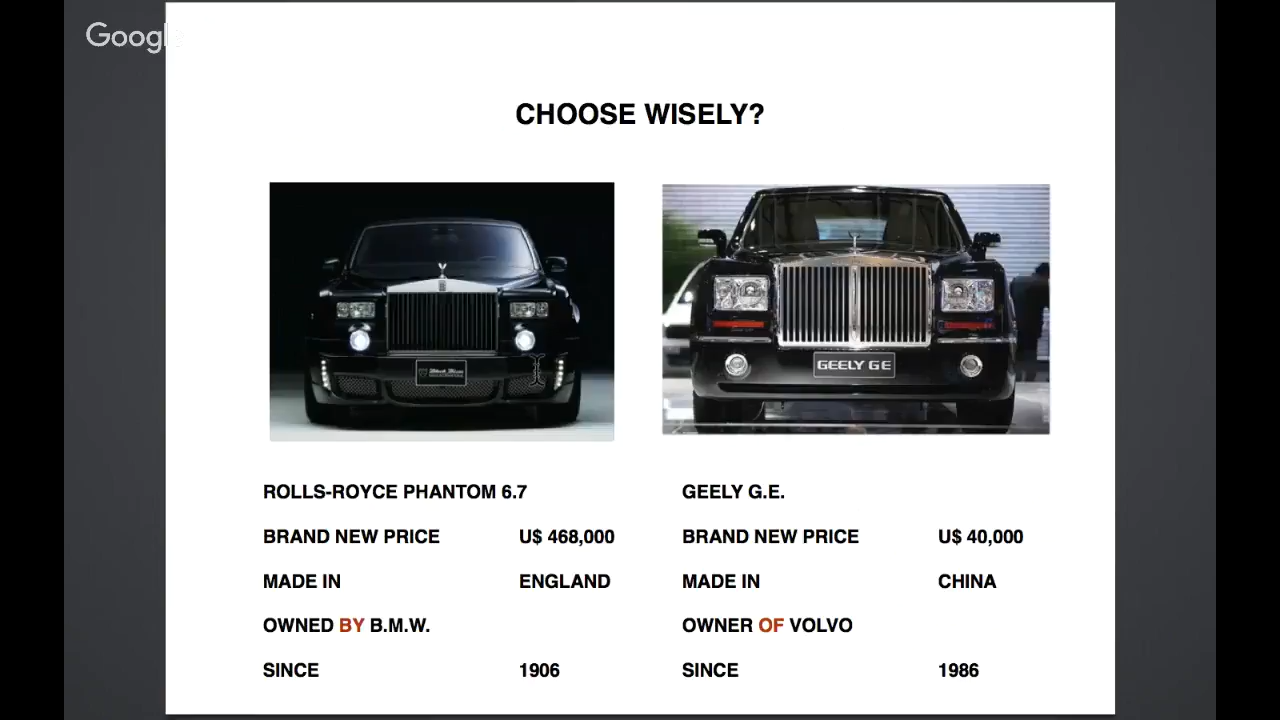 Google
CHOOSE WISELY?
GEELY GE
ROLLS-ROYCE PHANTOM 6.7
BRAND NEW PRICE U$ 468,000
MADE IN ENGLAND
OWNED BY B.M.W.
SINCE 1906
GEELY G.E.
BRAND NEW PRICE U$ 40,000
MADE IN CHINA
OWNER OF VOLVO
SINCE 1986